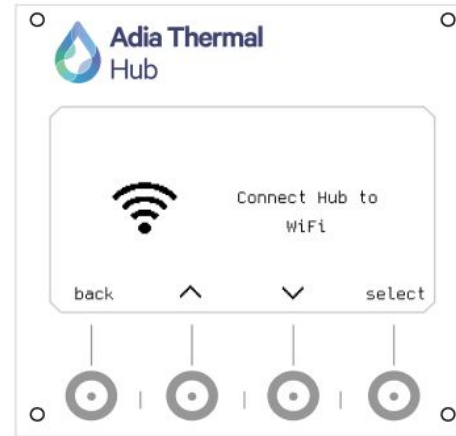 Adia Thermal
Hub
Connect Hub to
WiFi
back
select